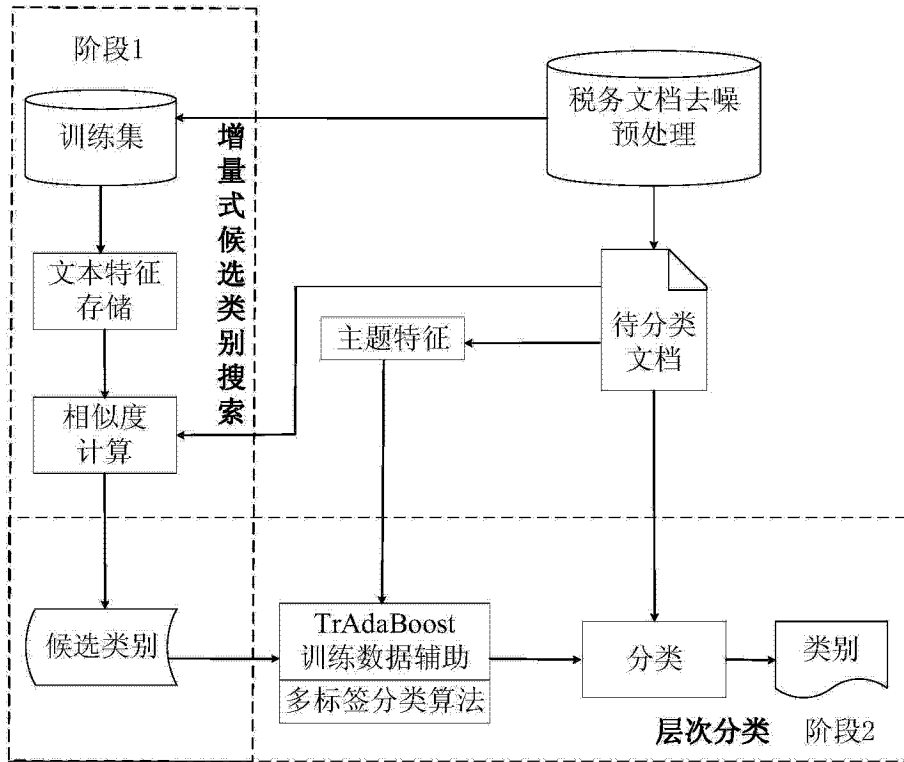 阶段1
训练集
税务文档去噪
预处理
增量式候选类别搜索
文本特征
存储
待分类
文档
主题特征
相似度
计算
候选类别
TrAdaBoost
训练数据辅助
多标签分类算法
分类
类别
层次分类 阶段2